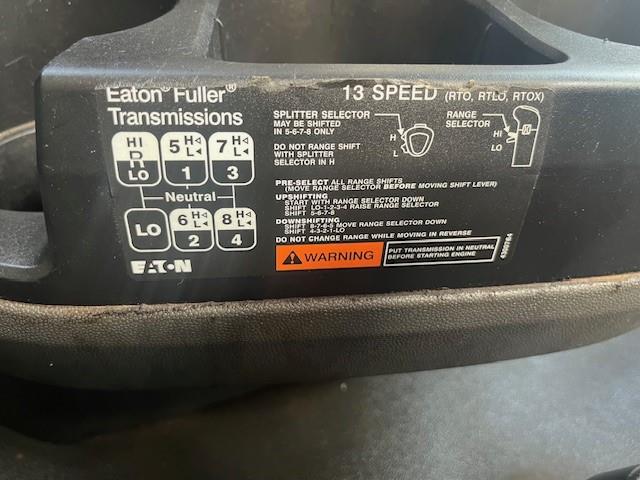 Eaton® Fuller®
Transmissions
13 SPEED (RTO, RTLO, RTOX)
HI
R
LO
5 H
L
1
7 H
L
3
Neutral
LO
6 H
L
2
8 H
L
4
EATON
SPLITTER SELECTOR
MAY BE SHIFTED
IN 5-6-7-8 ONLY
H
L
RANGE
SELECTOR
HI
LO
DO NOT RANGE SHIFT
WITH SPLITTER
SELECTOR IN H
PRE-SELECT ALL RANGE SHIFTS
(MOVE RANGE SELECTOR BEFORE MOVING SHIFT LEVER)
UPSHIFTING
START WITH RANGE SELECTOR DOWN
SHIFT LO-1-2-3-4 RAISE RANGE SELECTOR
SHIFT 5-6-7-8
DOWNSHIFTING
SHIFT 8-7-6-5 MOVE RANGE SELECTOR DOWN
SHIFT 4-3-2-1-LO
DO NOT CHANGE RANGE WHILE MOVING IN REVERSE
WARNING
PUT TRANSMISSION IN NEUTRAL
BEFORE STARTING ENGINE